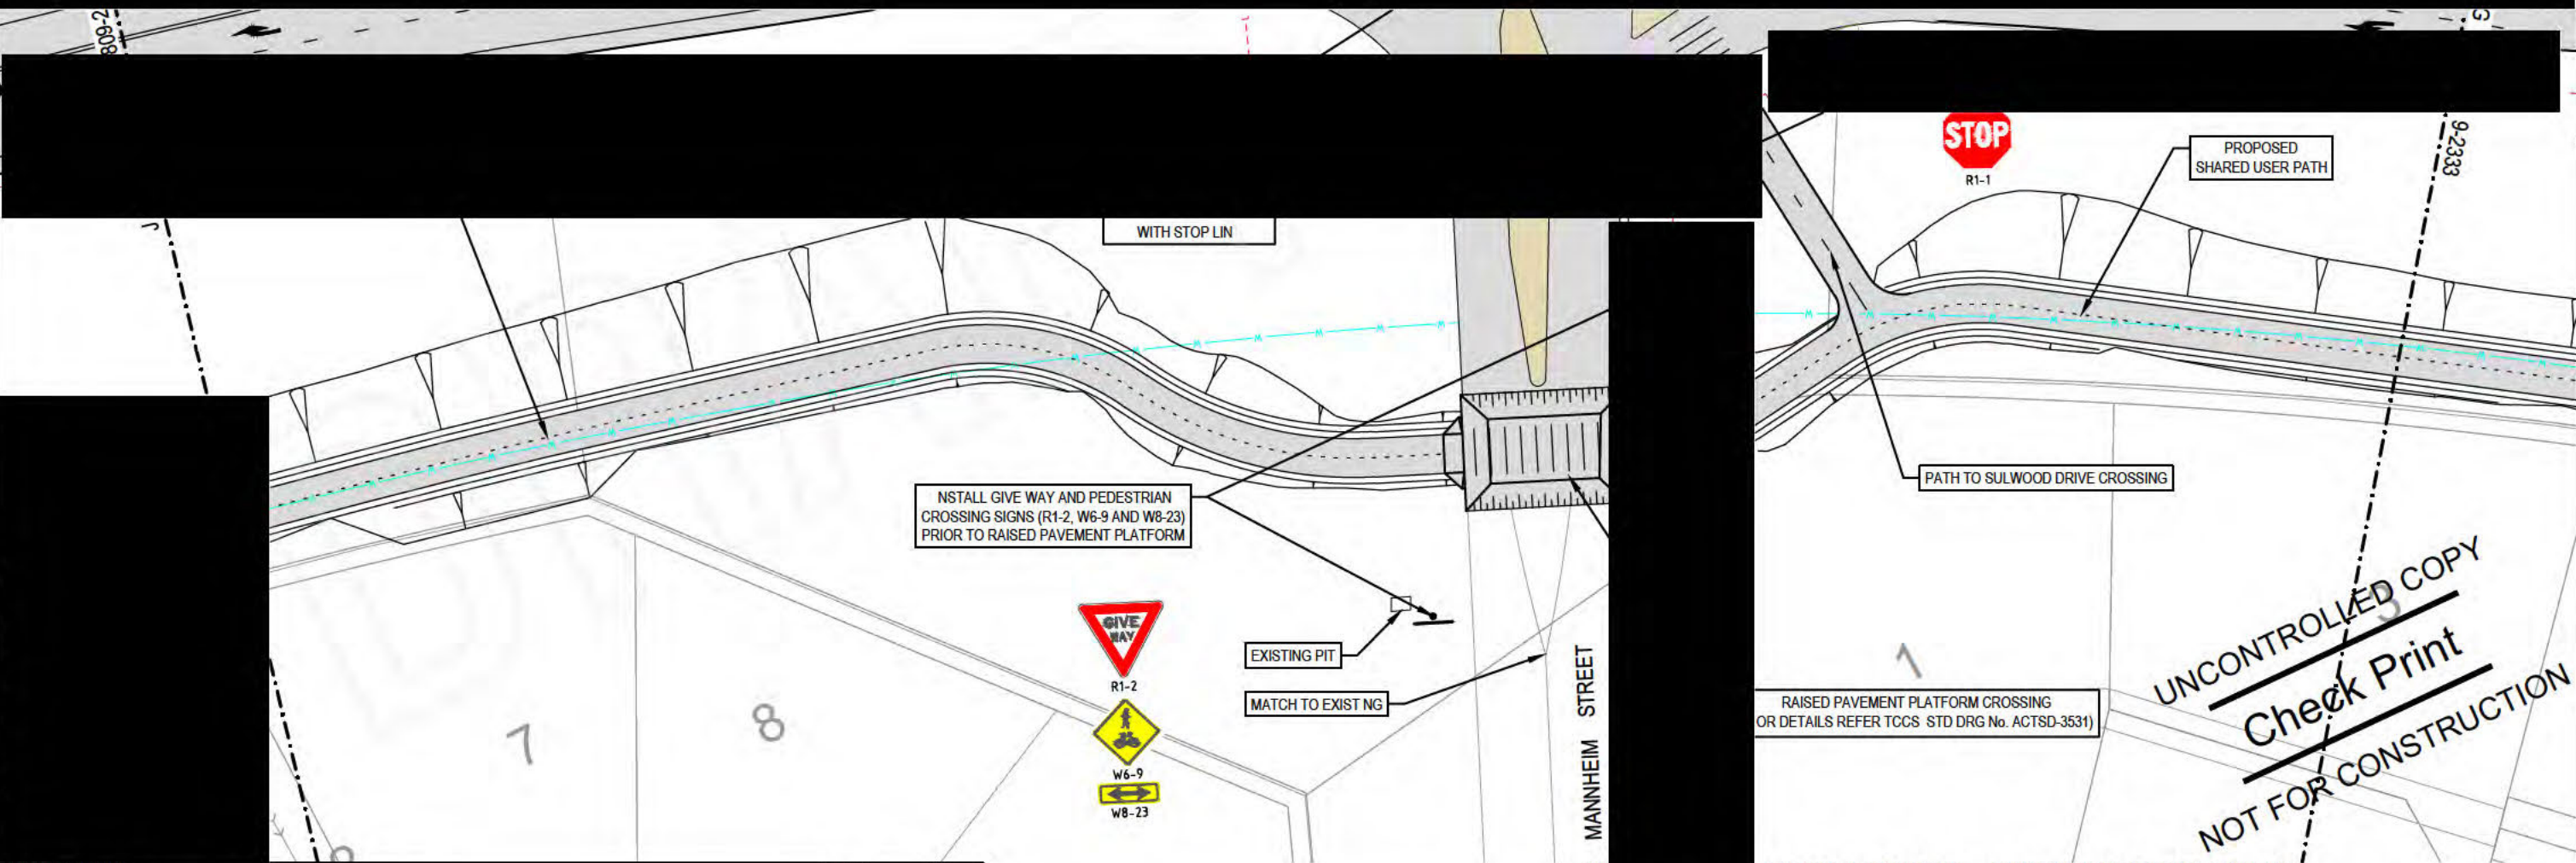 809-2
G
J
9-2333
STOP
R1-1
PROPOSED
SHARED USER PATH
WITH STOP LIN
W W W W W
W W W W W W
PATH TO SULWOOD DRIVE CROSSING
NSTALL GIVE WAY AND PEDESTRIAN
CROSSING SIGNS (R1-2, W6-9 AND W8-23)
PRIOR TO RAISED PAVEMENT PLATFORM
GIVE
WAY
R1-2
W6-9
W8-23
EXISTING PIT
MATCH TO EXIST NG
MANNHEIM STREET
RAISED PAVEMENT PLATFORM CROSSING
OR DETAILS REFER TCCS STD DRG No. ACTSD-3531)
7
8
1
3
UNCONTROLLED COPY
Check Print
NOT FOR CONSTRUCTION